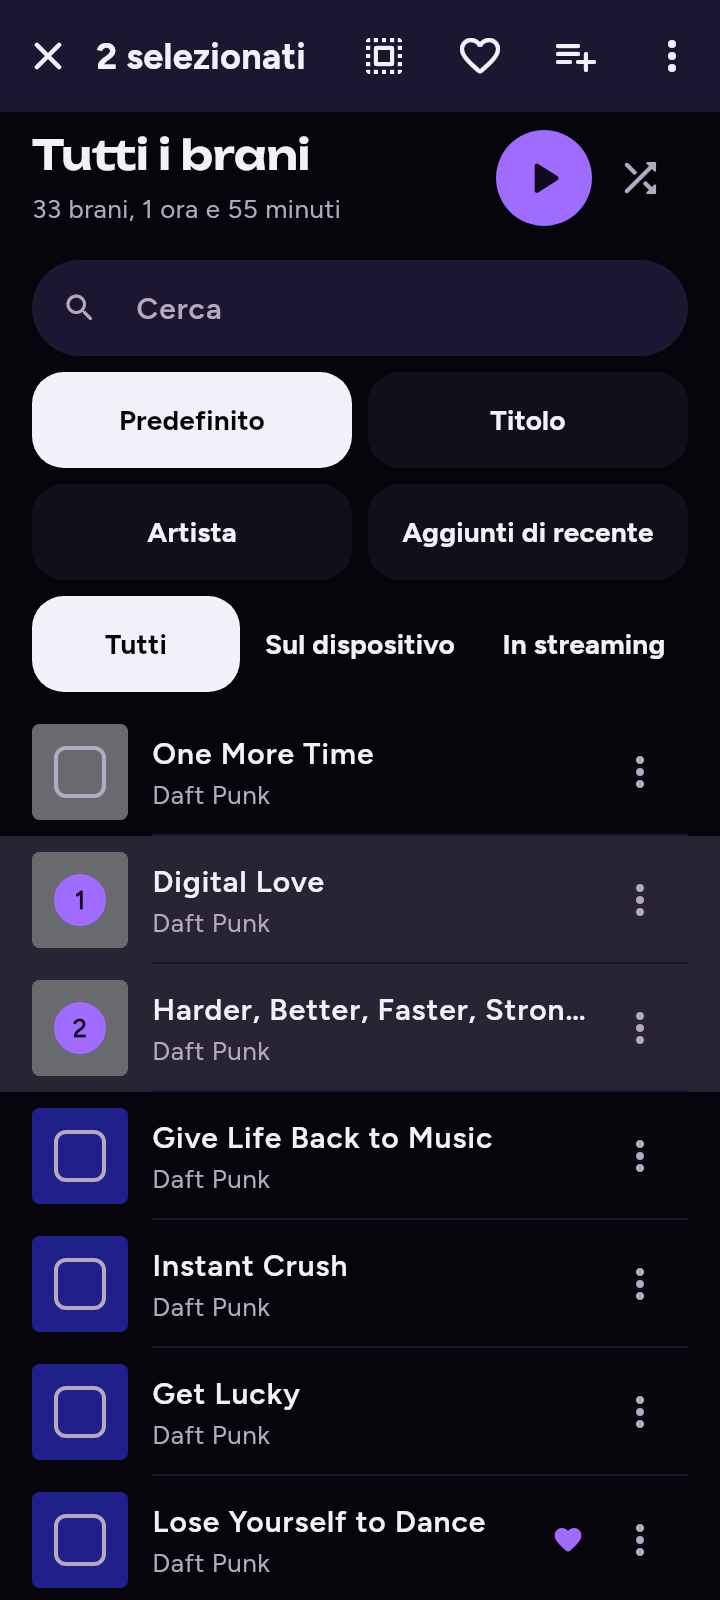 2 selezionati
Tutti i brani
33 brani, 1 ora e 55 minuti
Cerca
Predefinito
Titolo
Artista
Aggiunti di recente
Tutti
Sul dispositivo
In streaming
One More Time
Daft Punk
1
Digital Love
Daft Punk
2
Harder, Better, Faster, Stron...
Daft Punk
Give Life Back to Music
Daft Punk
Instant Crush
Daft Punk
Get Lucky
Daft Punk
Lose Yourself to Dance
Daft Punk